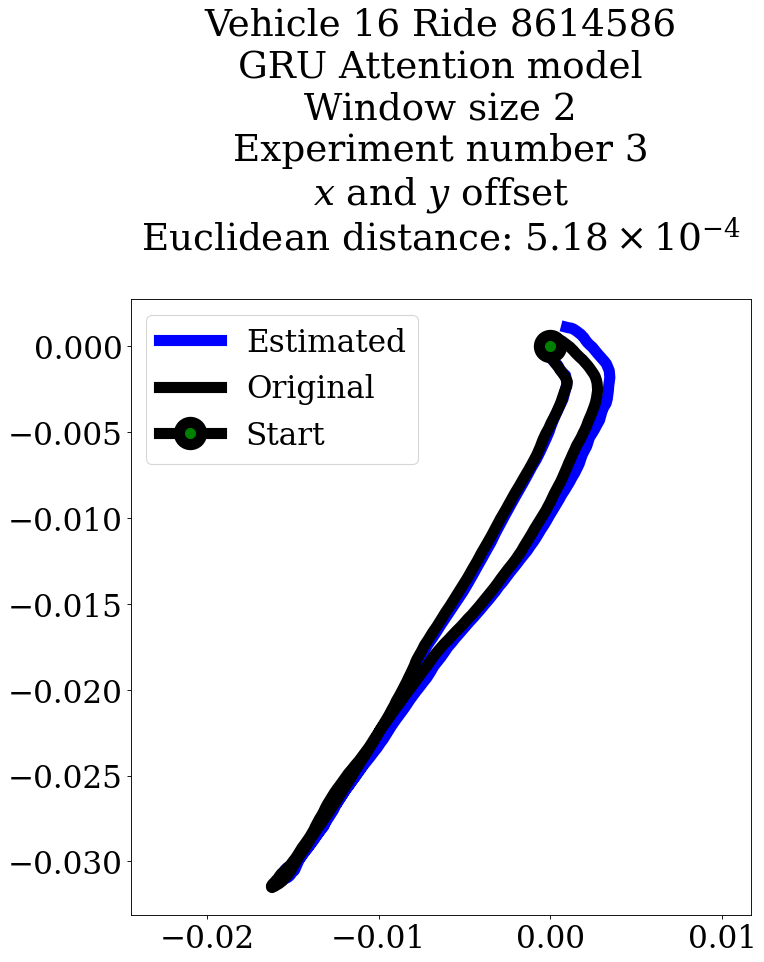 Vehicle 16 Ride 8614586
GRU Attention model
Window size 2
Experiment number 3
x and y offset
Euclidean distance: 5.18 × 10⁻⁴
Estimated
Original
Start
0.000
−0.005
−0.010
−0.015
−0.020
−0.025
−0.030
−0.02
−0.01
0.00
0.01